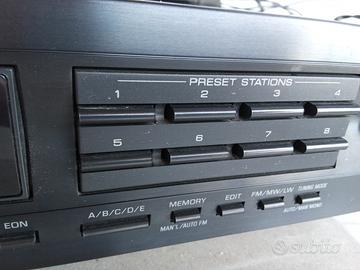 PRESET STATIONS
1 2 3 4
5 6 7 8
EON A/B/C/D/E MEMORY EDIT FM/MW/LW TUNING MODE
MAN'L/AUTO FM AUTO/MAN MONO
subito